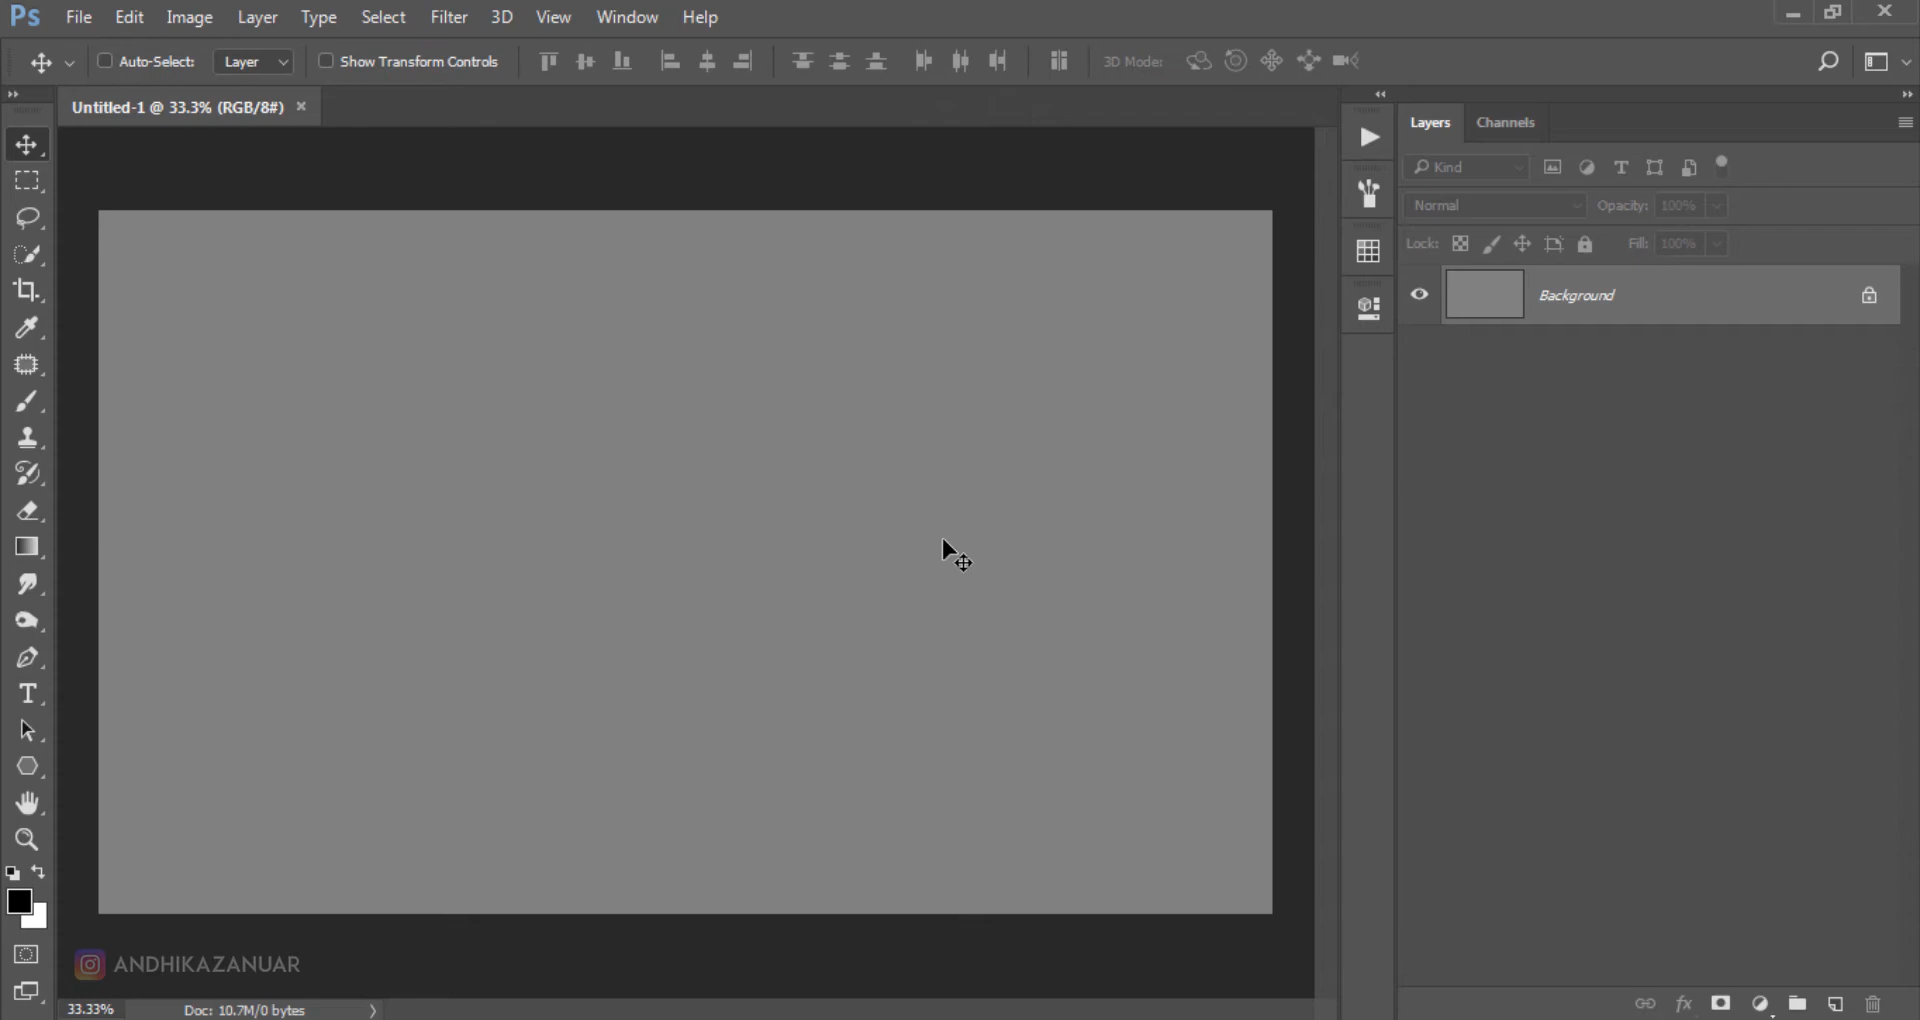 Ps File Edit Image Layer Type Select Filter 3D View Window Help
Auto-Select: Layer Show Transform Controls 3D Mode:
Untitled-1 @ 33.3% (RGB/8#) ×
Layers Channels
Kind
Normal Opacity: 100%
Lock: Fill: 100%
Background
ANDHIKAZANUAR
33.33% Doc: 10.7M/0 bytes